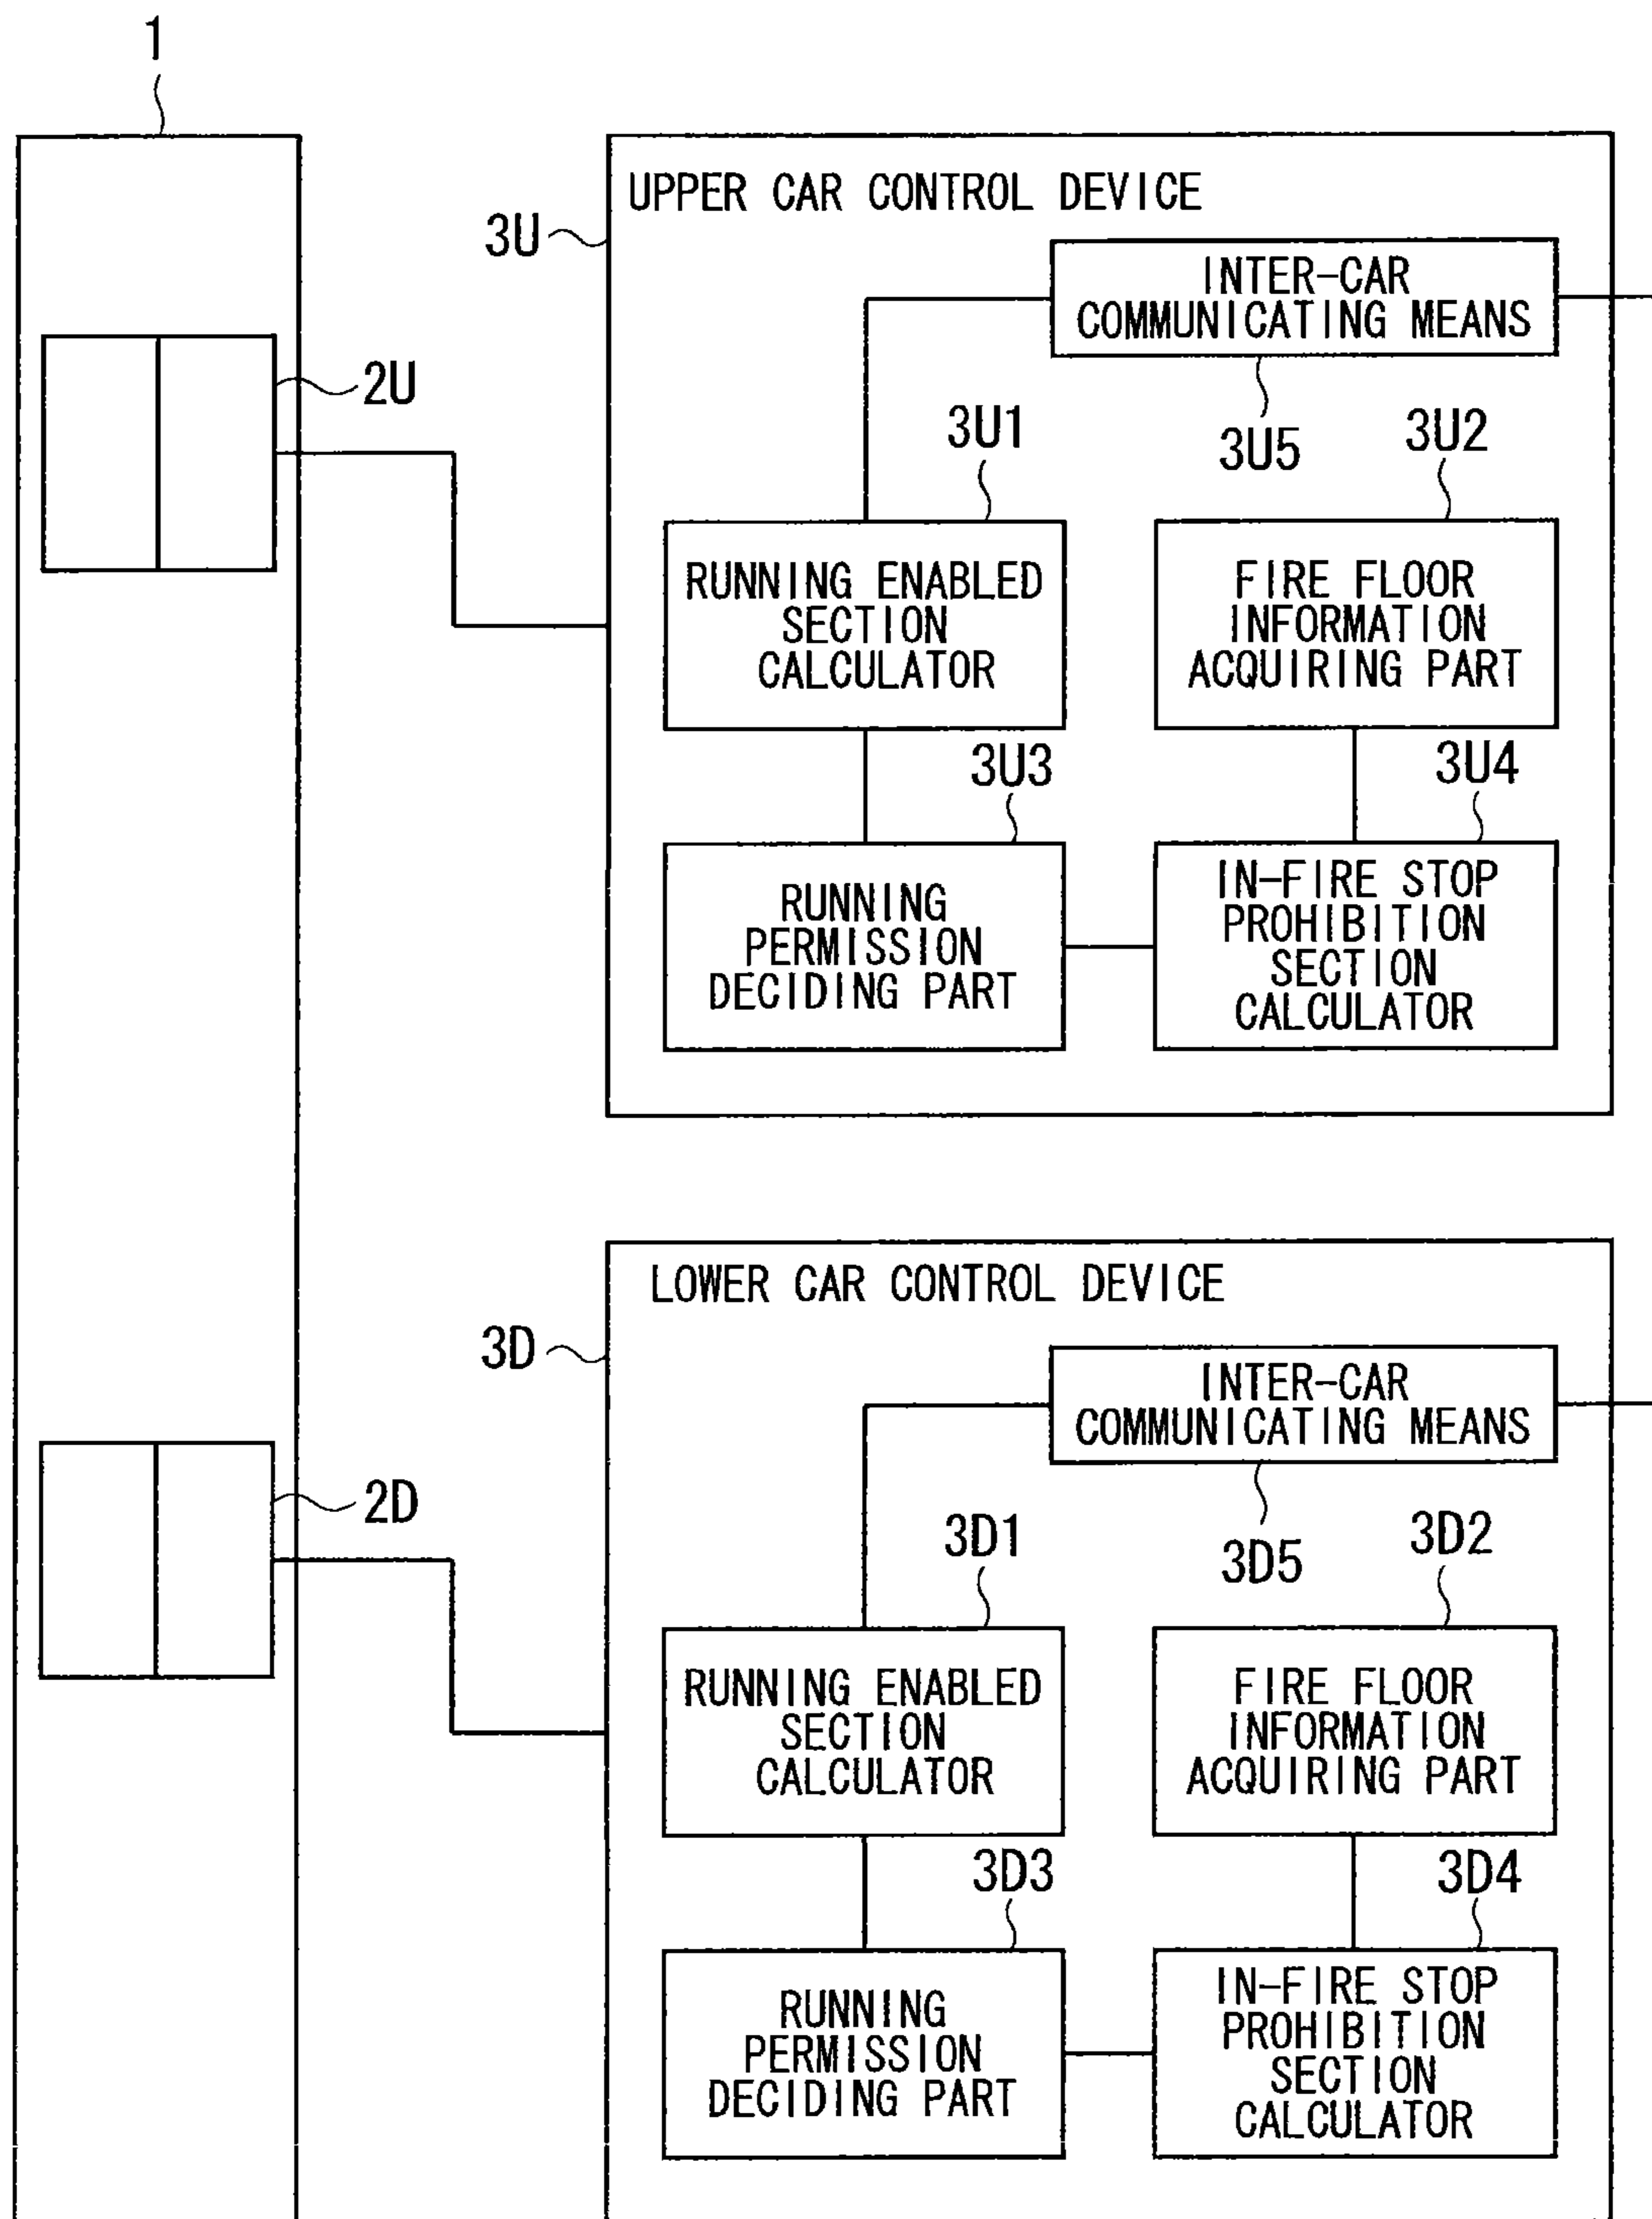 1
UPPER CAR CONTROL DEVICE
3U
INTER-CAR
COMMUNICATING MEANS
2U
3U1
3U5
3U2
RUNNING ENABLED
SECTION
CALCULATOR
FIRE FLOOR
INFORMATION
ACQUIRING PART
3U3
3U4
RUNNING
PERMISSION
DECIDING PART
IN-FIRE STOP
PROHIBITION
SECTION
CALCULATOR
LOWER CAR CONTROL DEVICE
3D
INTER-CAR
COMMUNICATING MEANS
2D
3D1
3D5
3D2
RUNNING ENABLED
SECTION
CALCULATOR
FIRE FLOOR
INFORMATION
ACQUIRING PART
3D3
3D4
RUNNING
PERMISSION
DECIDING PART
IN-FIRE STOP
PROHIBITION
SECTION
CALCULATOR